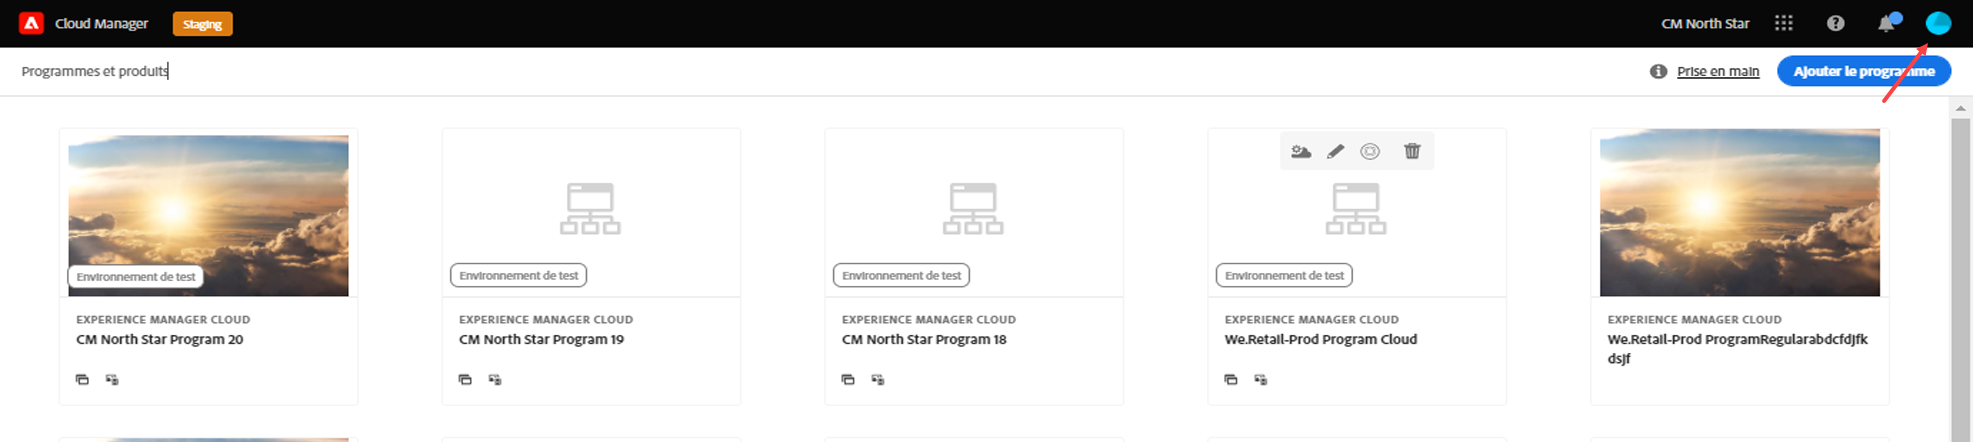 Cloud Manager
Staging
CM North Star
Programmes et produits
Prise en main
Ajouter le programme
Environnement de test
Environnement de test
Environnement de test
Environnement de test
EXPERIENCE MANAGER CLOUD
CM North Star Program 20
EXPERIENCE MANAGER CLOUD
CM North Star Program 19
EXPERIENCE MANAGER CLOUD
CM North Star Program 18
EXPERIENCE MANAGER CLOUD
We.Retail-Prod Program Cloud
EXPERIENCE MANAGER CLOUD
We.Retail-Prod ProgramRegularabdcfdjfk
dsjf